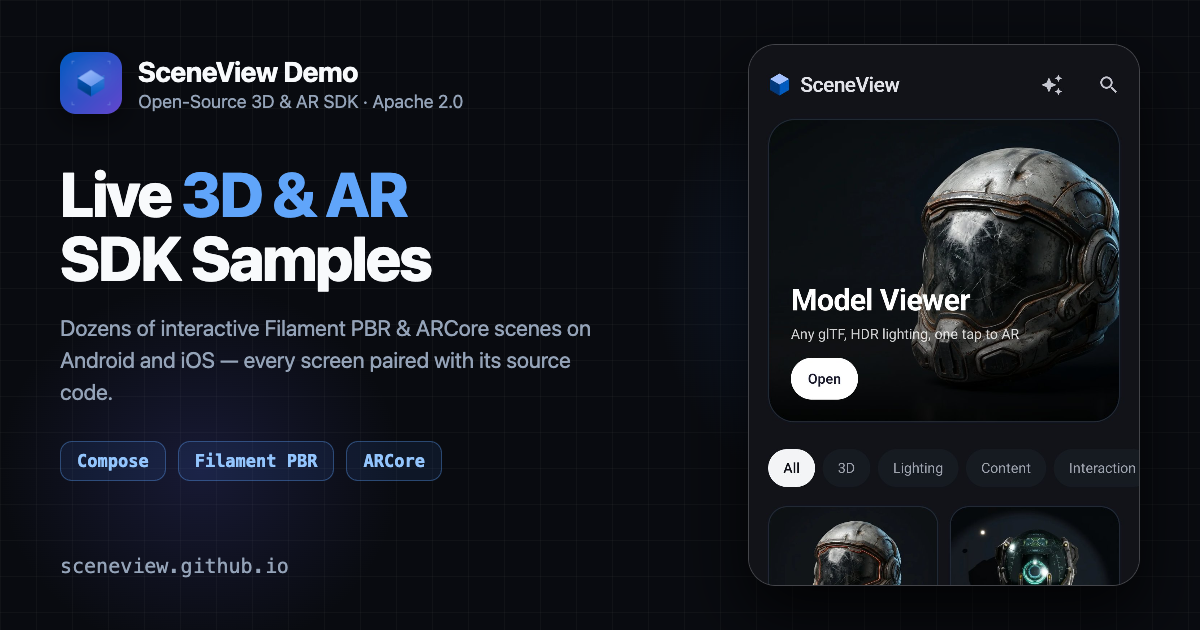 SceneView Demo
Open-Source 3D & AR SDK · Apache 2.0
Live 3D & AR
SDK Samples
Dozens of interactive Filament PBR & ARCore scenes on
Android and iOS — every screen paired with its source
code.
Compose
Filament PBR
ARCore
sceneview.github.io
SceneView
Model Viewer
Any glTF, HDR lighting, one tap to AR
Open
All
3D
Lighting
Content
Interaction